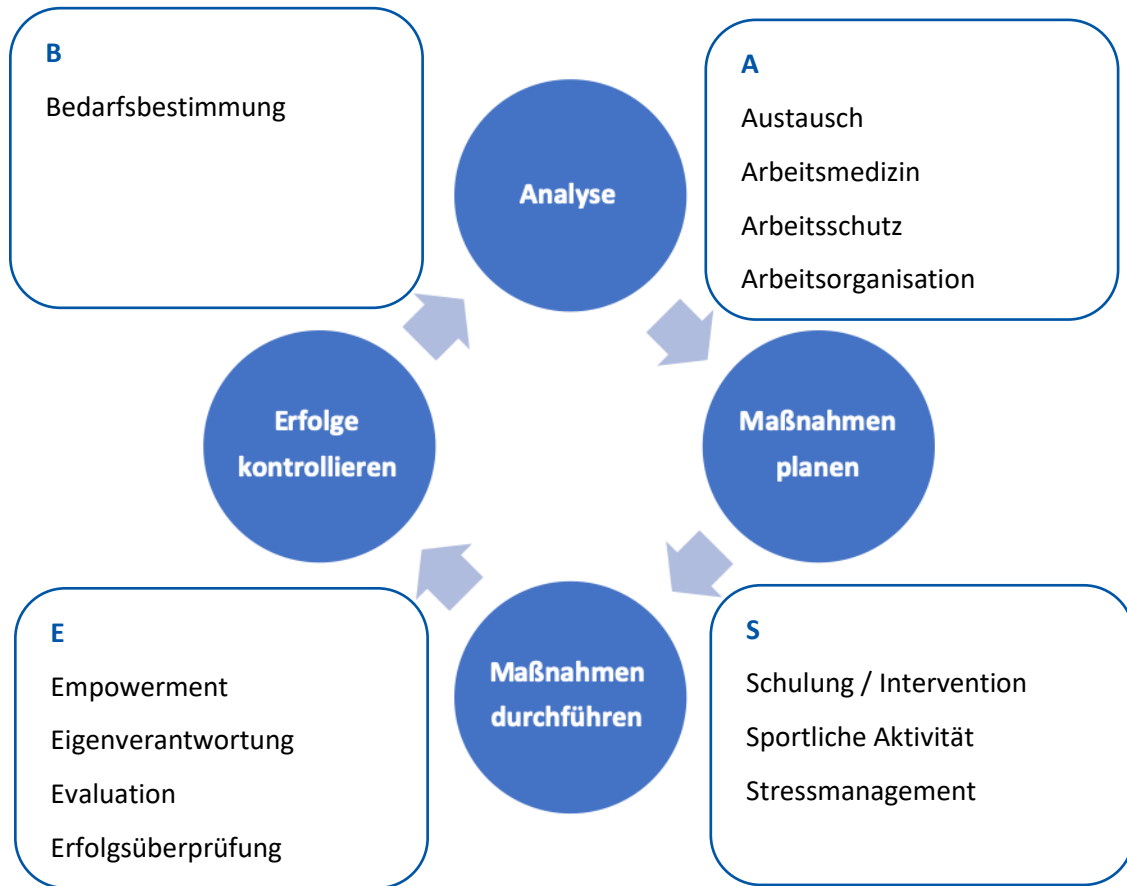 B
Bedarfsbestimmung
A
Austausch
Arbeitsmedizin
Arbeitsschutz
Arbeitsorganisation
Analyse
Maßnahmen
planen
Erfolge
kontrollieren
Maßnahmen
durchführen
E
Empowerment
Eigenverantwortung
Evaluation
Erfolgsüberprüfung
S
Schulung / Intervention
Sportliche Aktivität
Stressmanagement